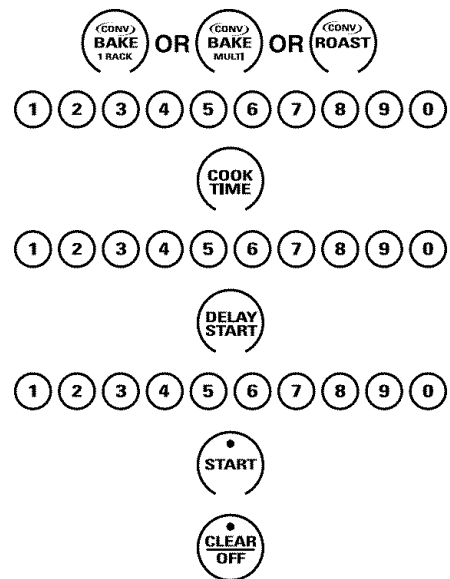 CONV BAKE 1 RACK OR CONV BAKE MULTI OR CONV ROAST
1 2 3 4 5 6 7 8 9 0
COOK TIME
1 2 3 4 5 6 7 8 9 0
DELAY START
1 2 3 4 5 6 7 8 9 0
START
CLEAR OFF